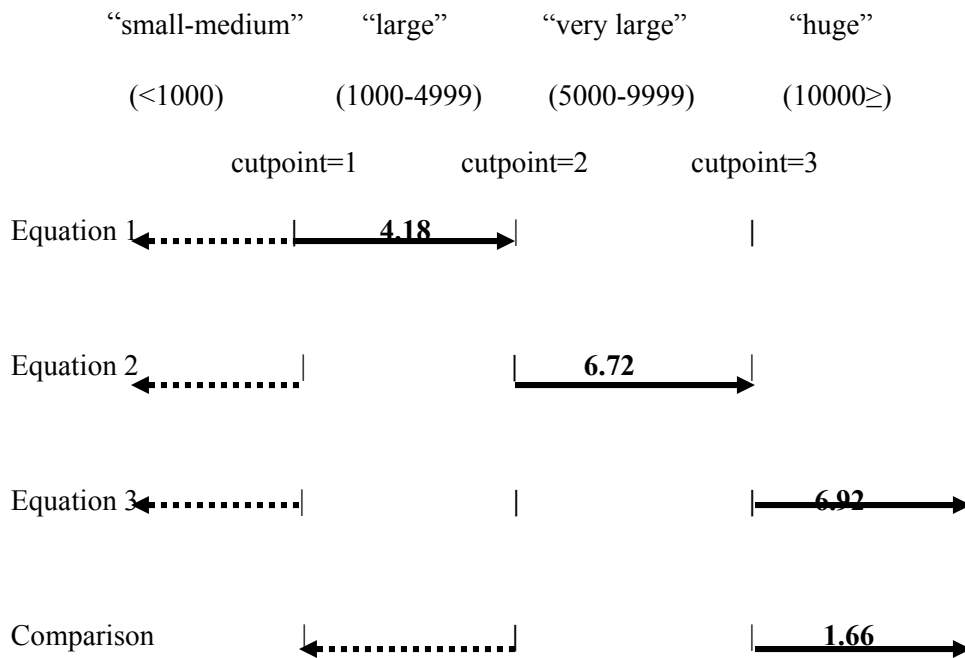 “small-medium” “large” “very large” “huge”
(<1000) (1000-4999) (5000-9999) (10000≥)
cutpoint=1 cutpoint=2 cutpoint=3
Equation 1 4.18
Equation 2 6.72
Equation 3 6.92
Comparison 1.66